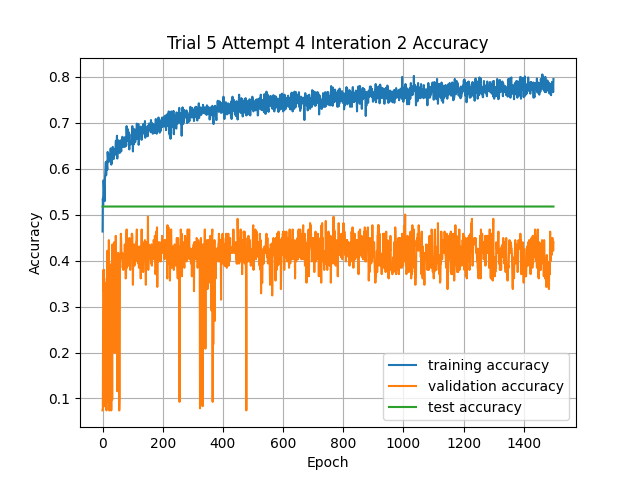 Trial 5 Attempt 4 Interation 2 Accuracy
0.8
0.7
0.6
0.5
0.4
0.3
0.2
0.1
Accuracy
training accuracy
validation accuracy
test accuracy
0 200 400 600 800 1000 1200 1400
Epoch